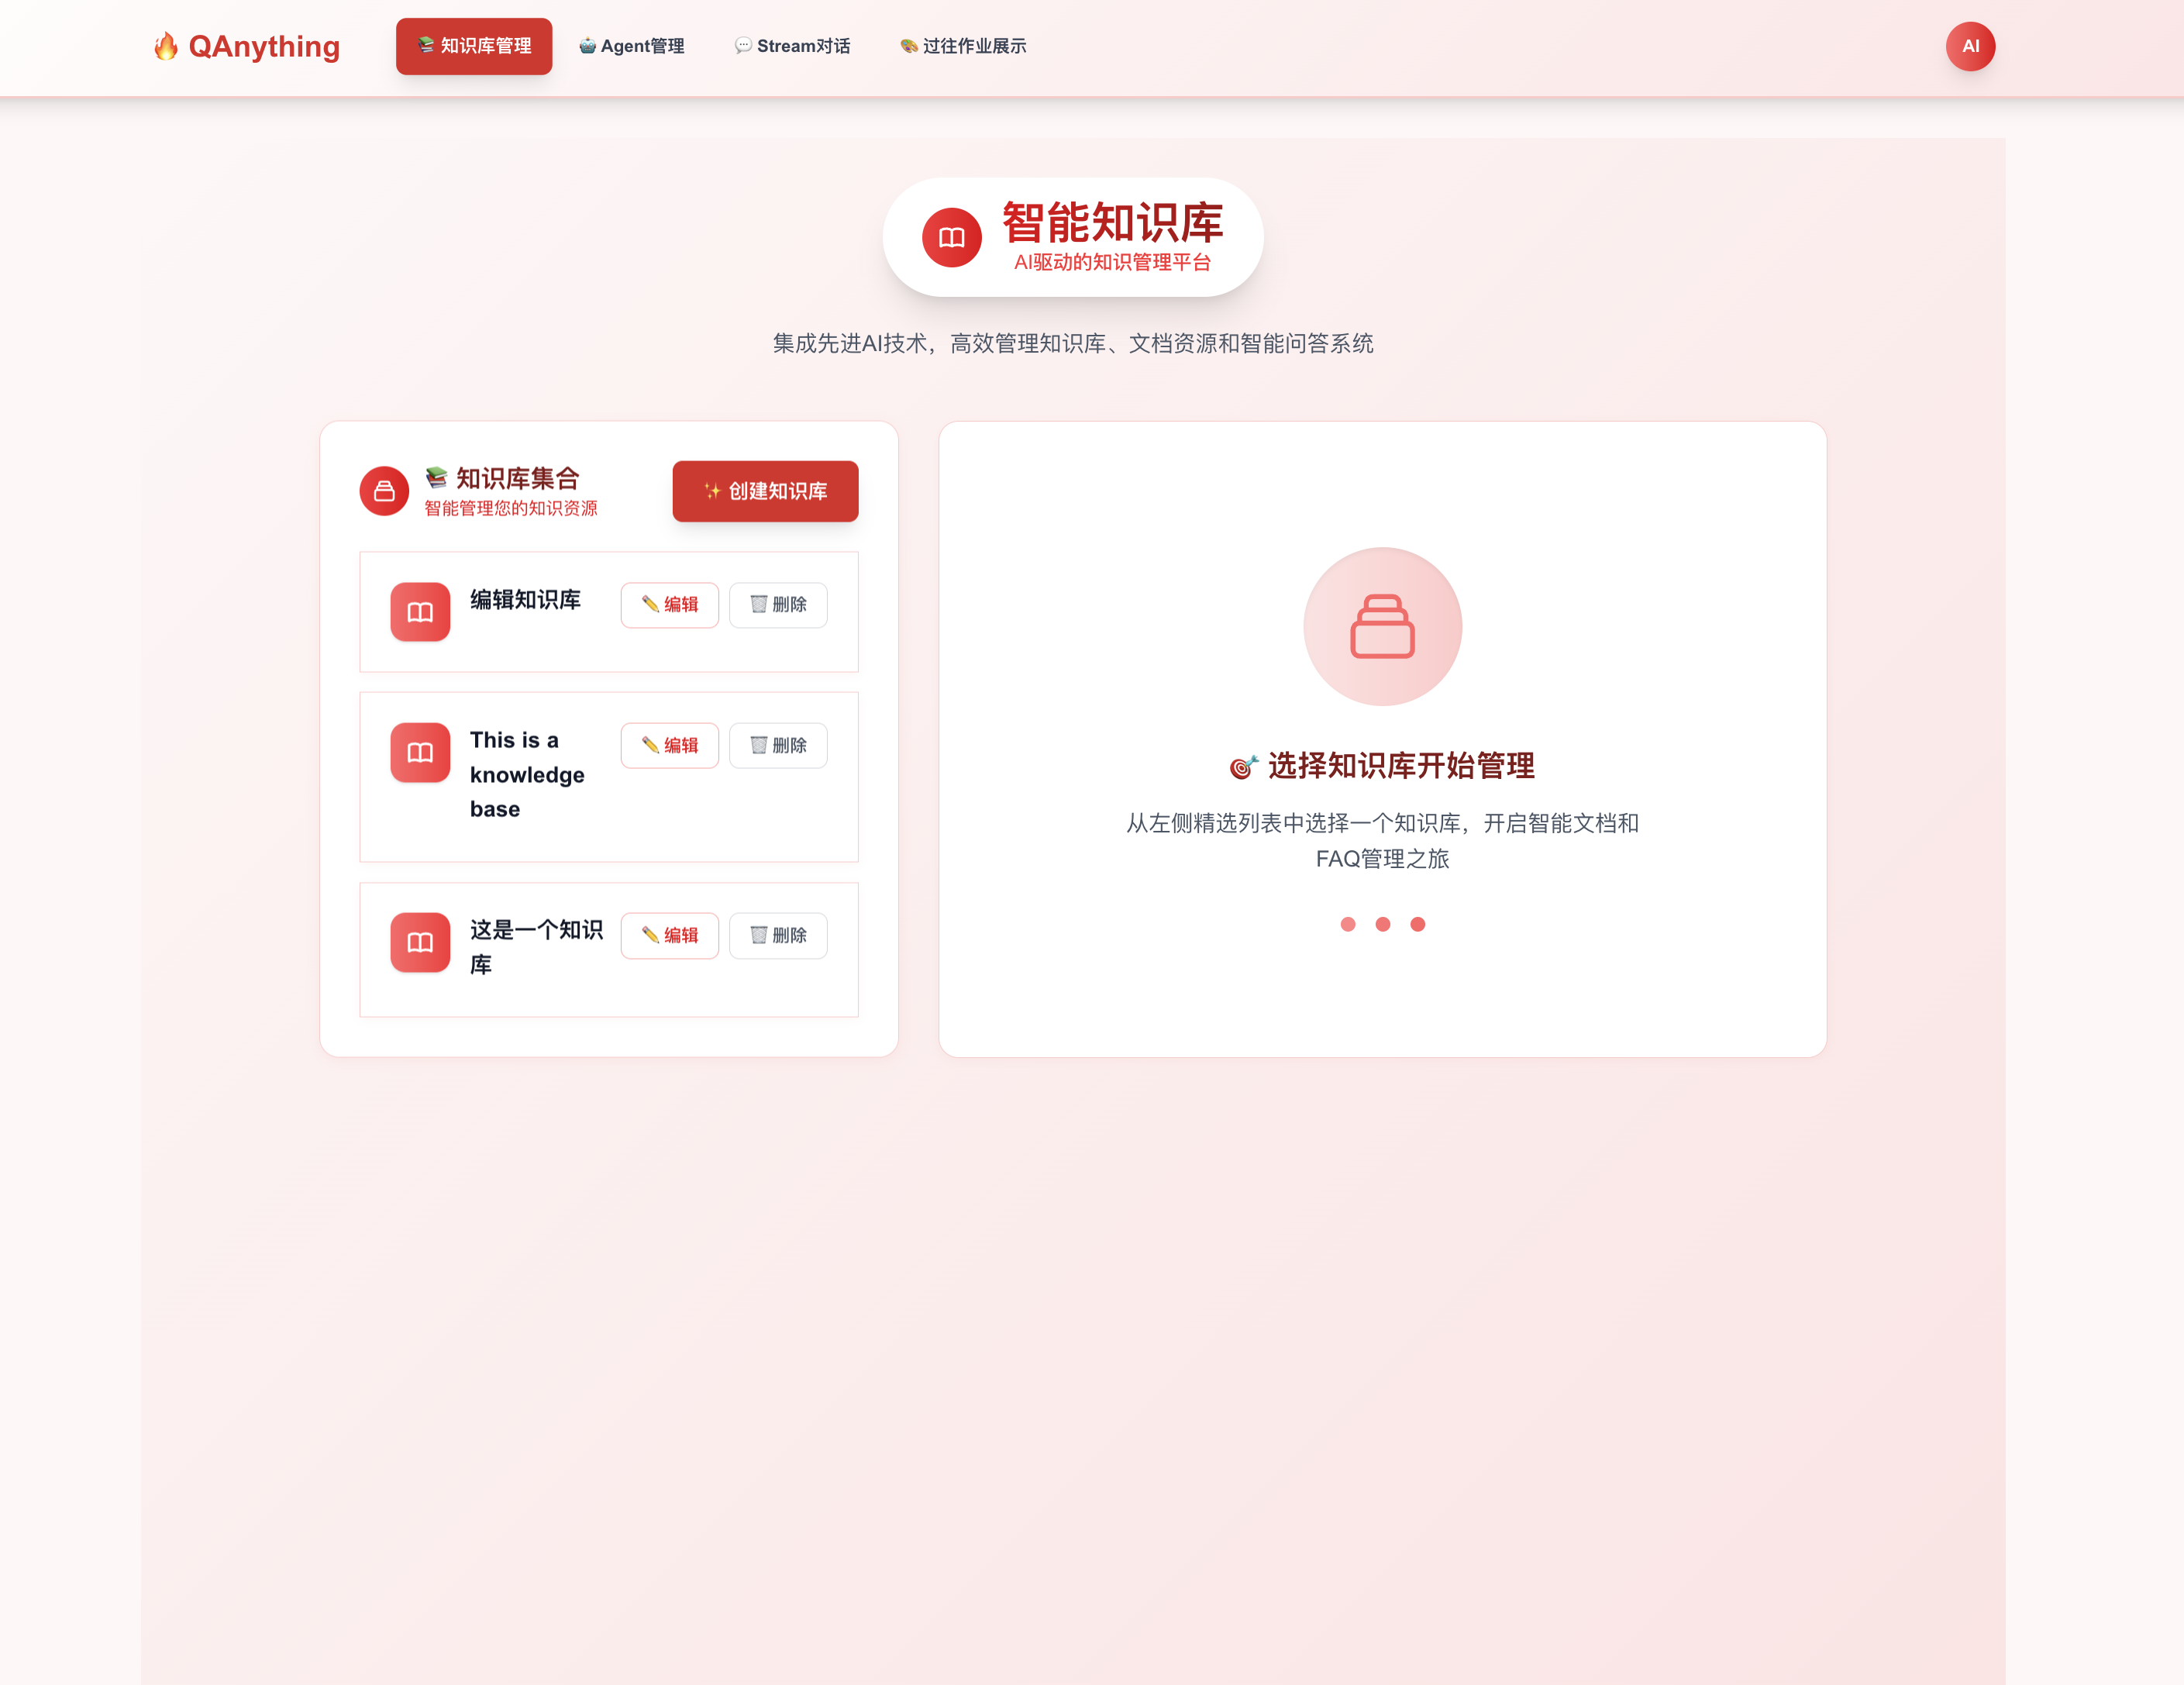 🔥 QAnything
📚 知识库管理
🤖 Agent管理
💬 Stream对话
🎨 过往作业展示
AI
智能知识库
AI驱动的知识管理平台
集成先进AI技术，高效管理知识库、文档资源和智能问答系统
📚 知识库集合
智能管理您的知识资源
✨ 创建知识库
编辑知识库
✏️ 编辑
🗑️ 删除
This is a
knowledge
base
✏️ 编辑
🗑️ 删除
这是一个知识
库
✏️ 编辑
🗑️ 删除
🎯 选择知识库开始管理
从左侧精选列表中选择一个知识库，开启智能文档和
FAQ管理之旅